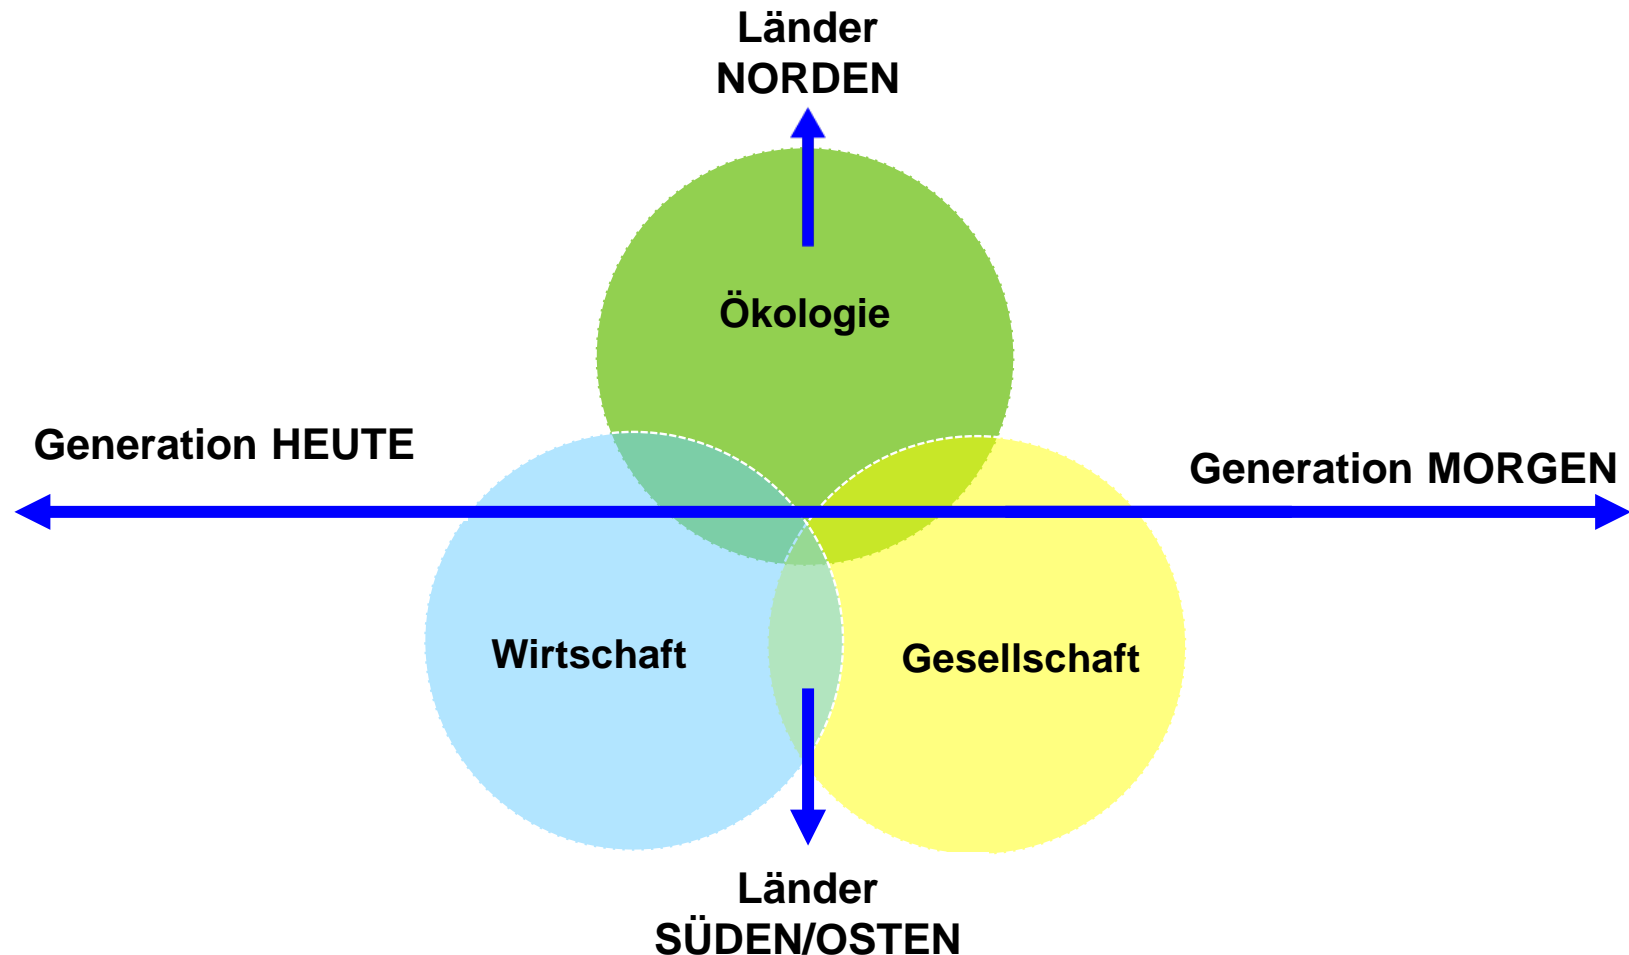 Länder
NORDEN
Ökologie
Generation HEUTE
Generation MORGEN
Wirtschaft
Gesellschaft
Länder
SÜDEN/OSTEN